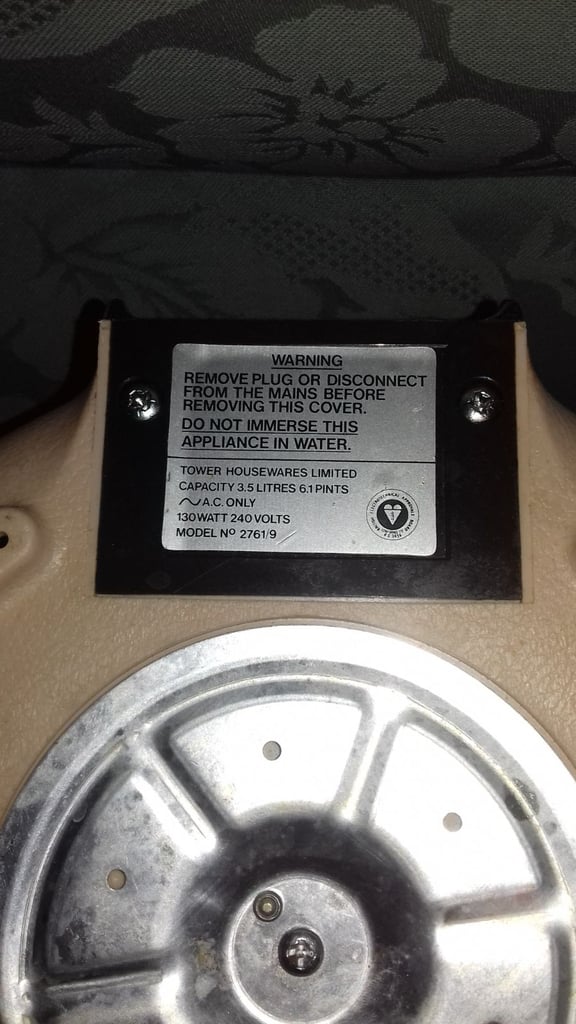 WARNING
REMOVE PLUG OR DISCONNECT
FROM THE MAINS BEFORE
REMOVING THIS COVER.
DO NOT IMMERSE THIS
APPLIANCE IN WATER.
TOWER HOUSEWARES LIMITED
CAPACITY 3.5 LITRES 6.1 PINTS
∼ A.C. ONLY
130 WATT 240 VOLTS
MODEL Nº 2761/9